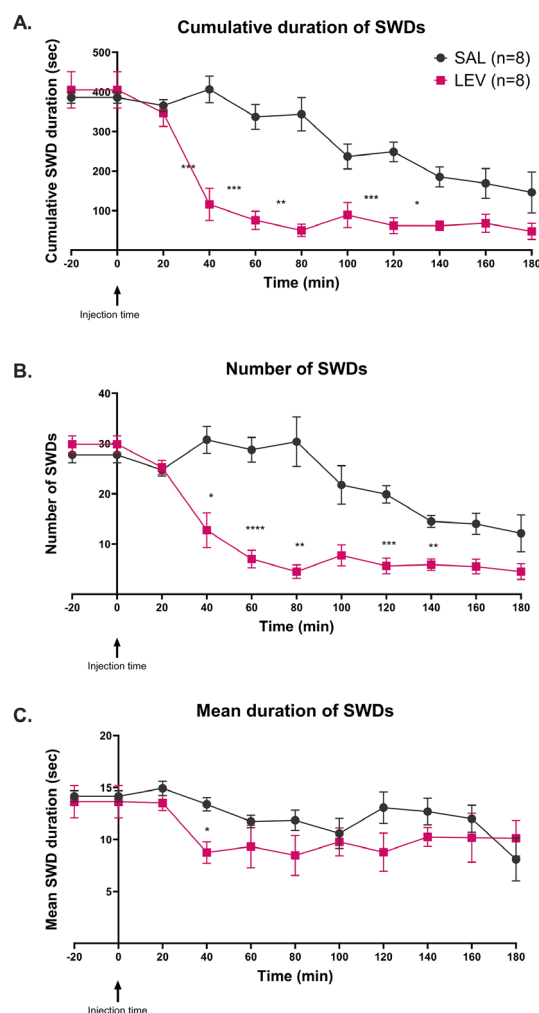 A.
Cumulative duration of SWDs
SAL (n=8)
LEV (n=8)
Cumulative SWD duration (sec)
500
400
300
200
100
***
***
**
***
*
-20 0 20 40 60 80 100 120 140 160 180
Time (min)
Injection time
B.
Number of SWDs
Number of SWDs
40
30
20
10
*
****
**
***
**
-20 0 20 40 60 80 100 120 140 160 180
Time (min)
Injection time
C.
Mean duration of SWDs
Mean SWD duration (sec)
20
15
10
5
*
-20 0 20 40 60 80 100 120 140 160 180
Time (min)
Injection time